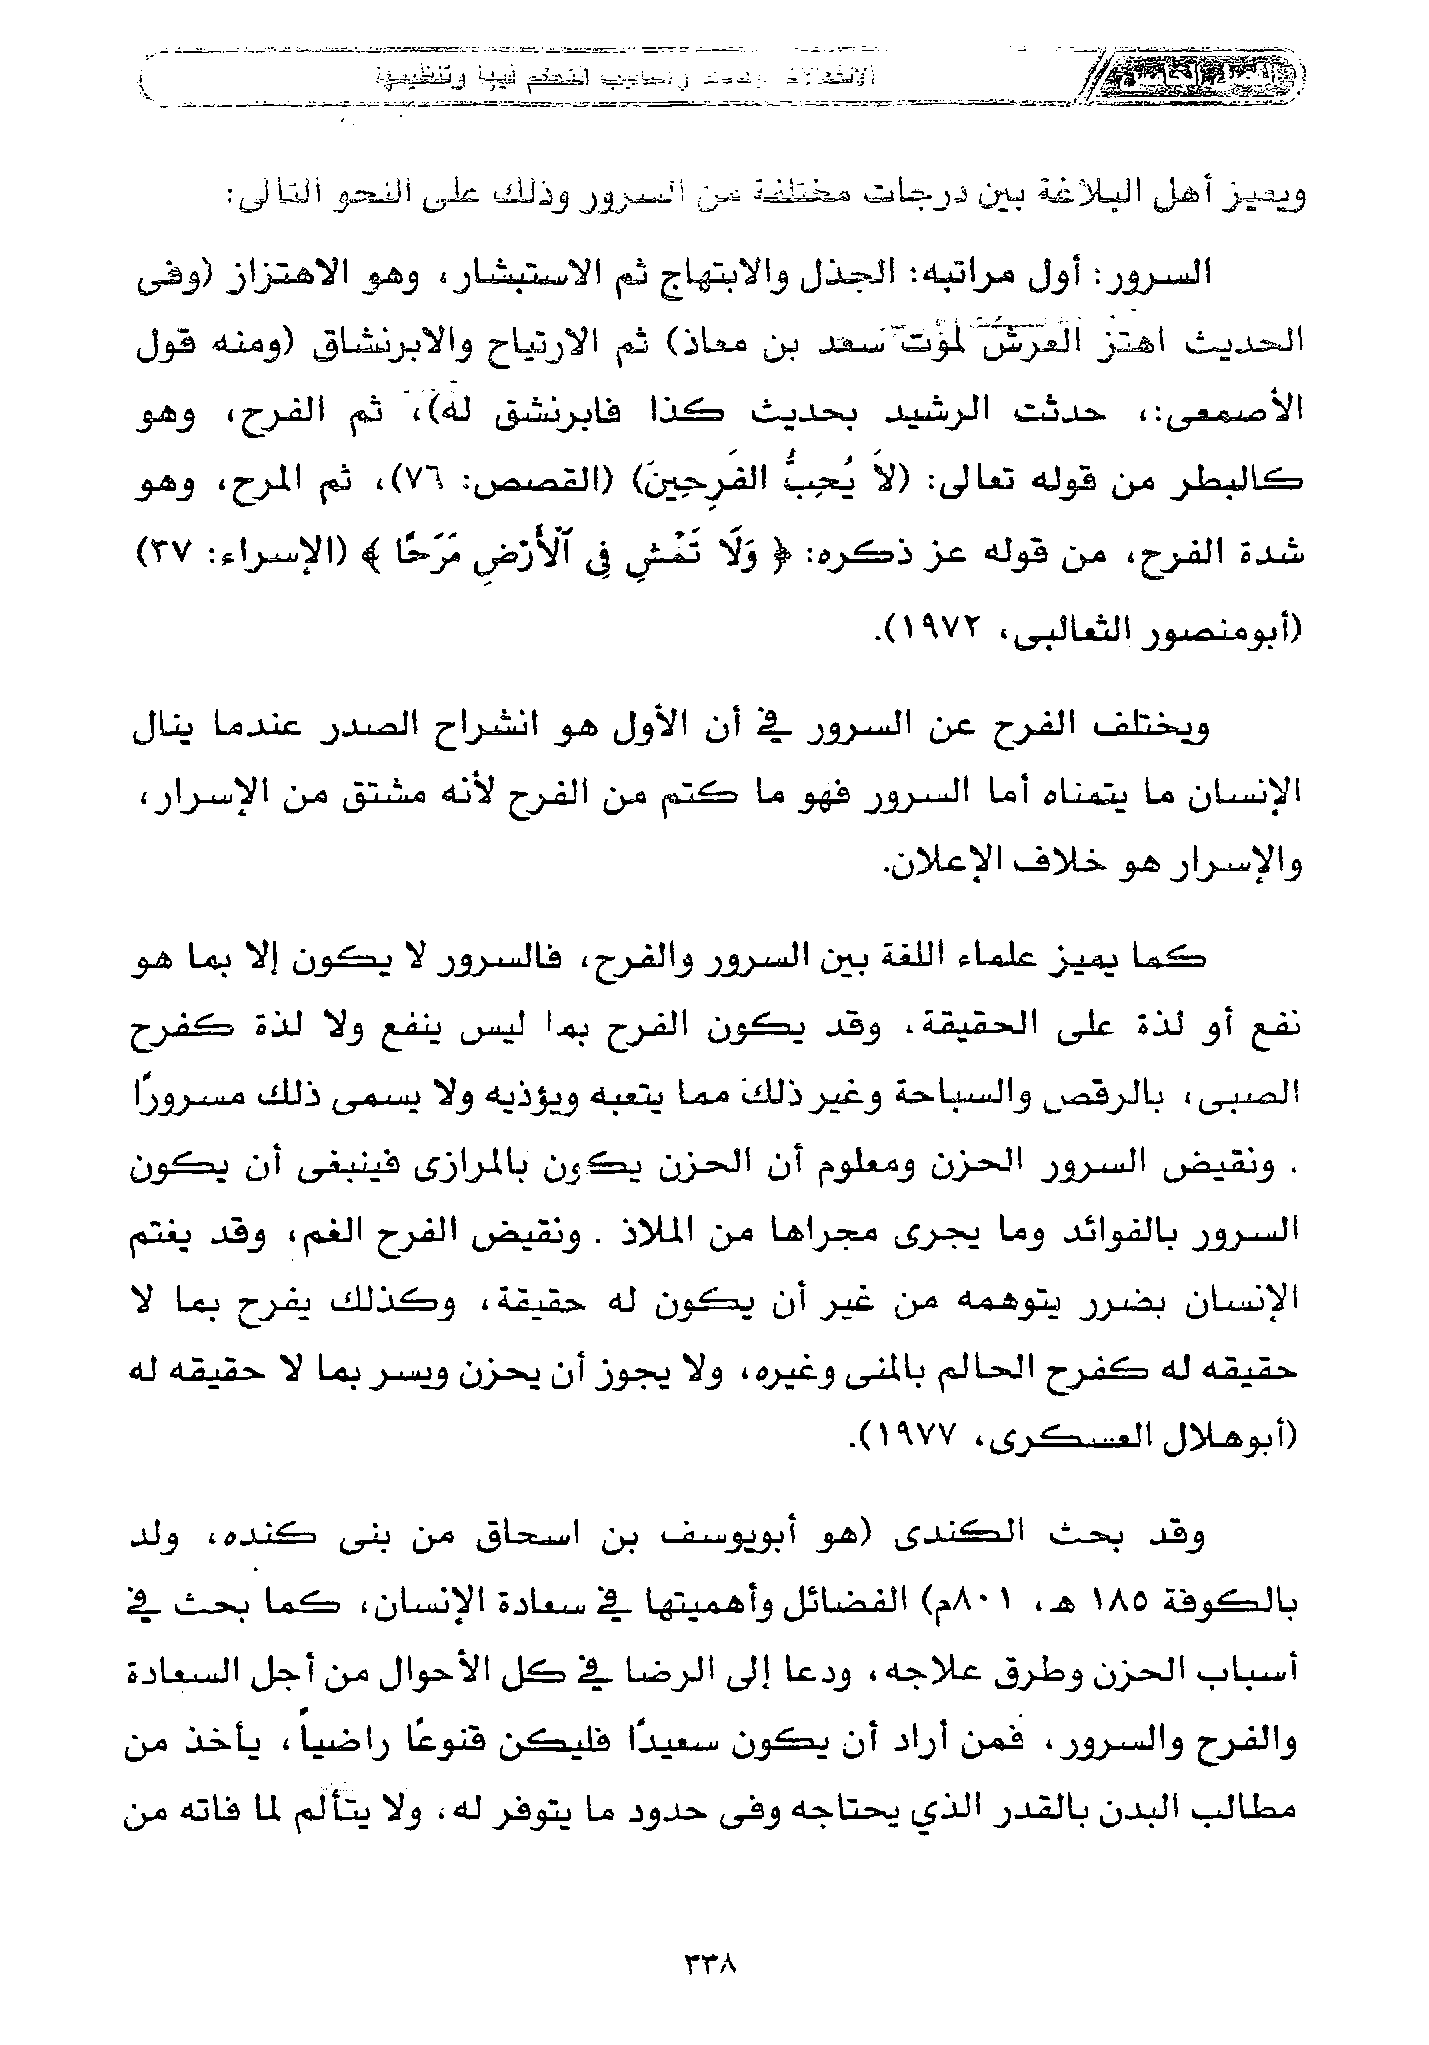 الفصل الخامس
الانفعالات وأساليب التحكم فيها وتنظيمها
ويميز أهل البلاغة بين درجات مختلفة من السرور وذلك على النحو التالى:
السرور: أول مراتبه: الجذل والابتهاج ثم الاستبشار، وهو الاهتزاز (وفى
الحديث اهتز العرش لموت سعد بن معاذ) ثم الارتياح والابرنشاق (ومنه قول
الأصمعى:، حدثت الرشيد بحديث كذا فابرنشق له)، ثم الفرح، وهو
كالبطر من قوله تعالى: (لاَ يُحِبُّ الفَرِحِينَ) (القصص: ٧٦)، ثم المرح، وهو
شدة الفرح، من قوله عز ذكره: ﴿ وَلَا تَمْشِ فِى ٱلْأَرْضِ مَرَحًا ﴾ (الإسراء: ٣٧)
(أبومنصور الثعالبى، ١٩٧٢).
ويختلف الفرح عن السرور في أن الأول هو انشراح الصدر عندما ينال
الإنسان ما يتمناه أما السرور فهو ما كتم من الفرح لأنه مشتق من الإسرار،
والإسرار هو خلاف الإعلان.
كما يميز علماء اللغة بين السرور والفرح، فالسرور لا يكون إلا بما هو
نفع أو لذة على الحقيقة، وقد يكون الفرح بما ليس ينفع ولا لذة كفرح
الصبى، بالرقص والسباحة وغير ذلك مما يتعبه ويؤذيه ولا يسمى ذلك مسرورًا
. ونقيض السرور الحزن ومعلوم أن الحزن يكون بالمرازى فينبغى أن يكون
السرور بالفوائد وما يجرى مجراها من الملاذ . ونقيض الفرح الغم، وقد يغتم
الإنسان بضرر يتوهمه من غير أن يكون له حقيقة، وكذلك يفرح بما لا
حقيقه له كفرح الحالم بالمنى وغيره، ولا يجوز أن يحزن ويسر بما لا حقيقه له
(أبوهلال العسكرى، ١٩٧٧).
وقد بحث الكندى (هو أبويوسف بن اسحاق من بنى كنده، ولد
بالكوفة ١٨٥ هـ، ٨٠١م) الفضائل وأهميتها في سعادة الإنسان، كما بحث في
أسباب الحزن وطرق علاجه، ودعا إلى الرضا في كل الأحوال من أجل السعادة
والفرح والسرور، فمن أراد أن يكون سعيدًا فليكن قنوعًا راضياً، يأخذ من
مطالب البدن بالقدر الذي يحتاجه وفى حدود ما يتوفر له، ولا يتألم لما فاته من
٣٣٨